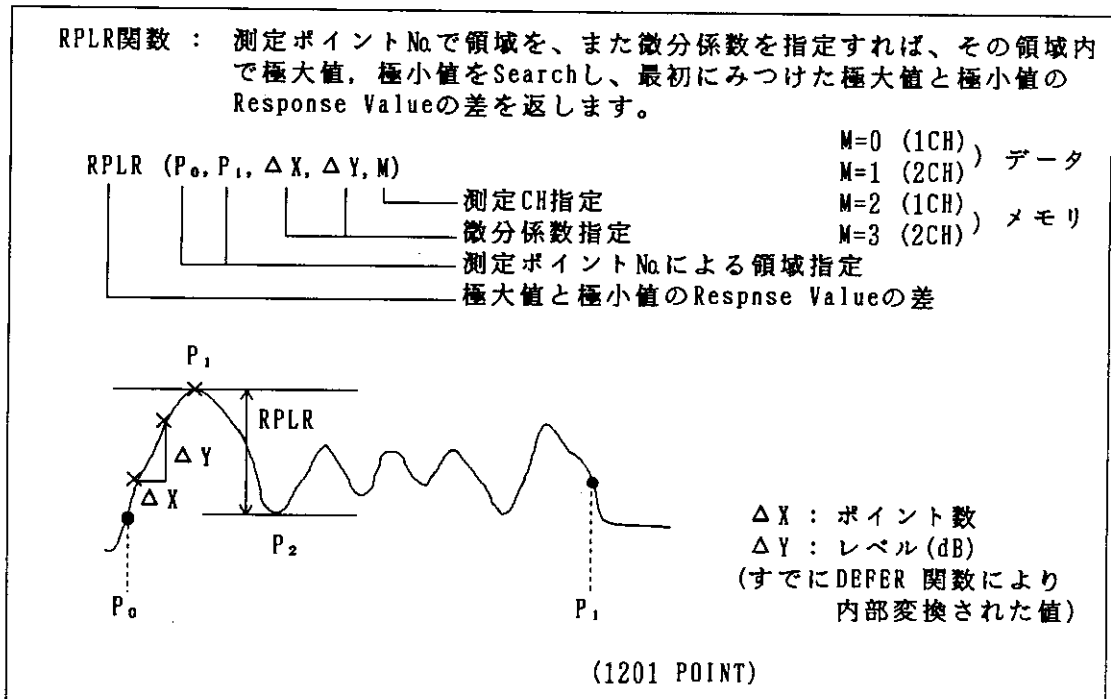 RPLR関数 : 測定ポイント№で領域を、また微分係数を指定すれば、その領域内
で極大値, 極小値をSearchし、最初にみつけた極大値と極小値の
Response Valueの差を返します。
RPLR (P₀, P₁, ΔX, ΔY, M)
M=0 (1CH)
M=1 (2CH)
) データ
M=2 (1CH)
M=3 (2CH)
) メモリ
測定CH指定
微分係数指定
測定ポイント№による領域指定
極大値と極小値のRespnse Valueの差
P₁
RPLR
ΔY
ΔX
P₂
P₀
P₁
ΔX : ポイント数
ΔY : レベル(dB)
(すでにDEFER 関数により
内部変換された値)
(1201 POINT)